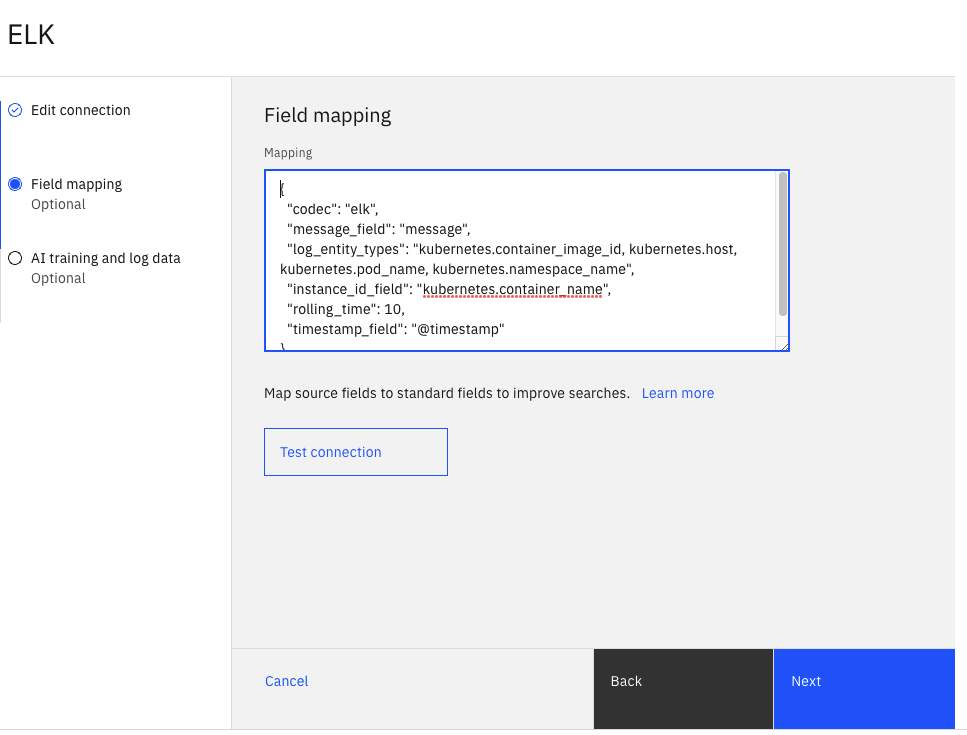 ELK
Edit connection
Field mapping
Optional
AI training and log data
Optional
Field mapping
Mapping
{
"codec": "elk",
"message_field": "message",
"log_entity_types": "kubernetes.container_image_id, kubernetes.host,
kubernetes.pod_name, kubernetes.namespace_name",
"instance_id_field": "kubernetes.container_name",
"rolling_time": 10,
"timestamp_field": "@timestamp"
}
Map source fields to standard fields to improve searches. Learn more
Test connection
Cancel
Back
Next